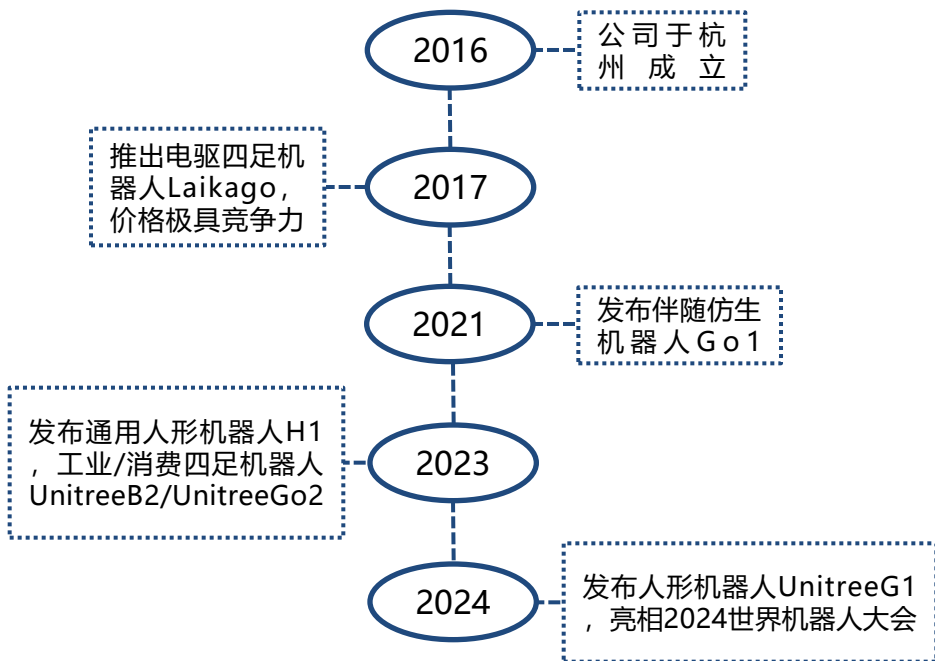 2016
公司于杭
州成立
2017
推出电驱四足机
器人Laikago，
价格极具竞争力
2021
发布伴随仿生
机器人Go1
2023
发布通用人形机器人H1
，工业/消费四足机器人
UnitreeB2/UnitreeGo2
2024
发布人形机器人UnitreeG1
，亮相2024世界机器人大会